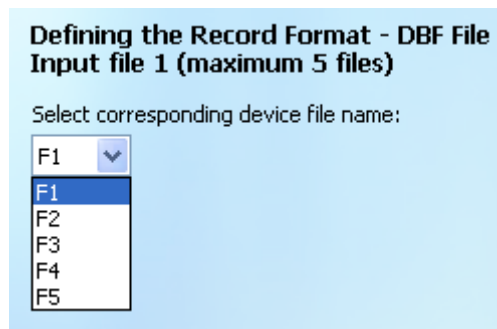 Defining the Record Format - DBF File
Input file 1 (maximum 5 files)
Select corresponding device file name:
F1
F1
F2
F3
F4
F5